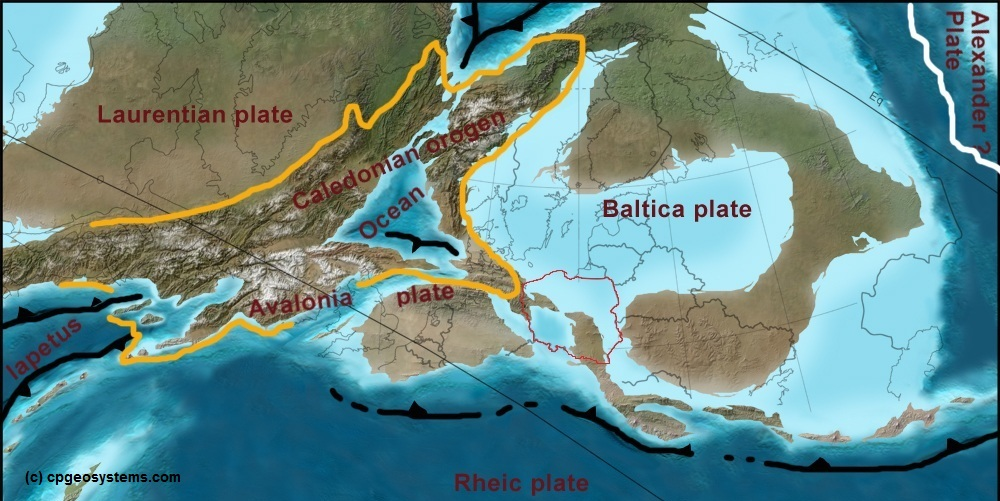 Alexander ?
Plate
Laurentian plate
Eq
Caledonian orogen
Ocean
Baltica plate
Avalonia plate
Iapetus
(c) cpgeosystems.com
Rheic plate